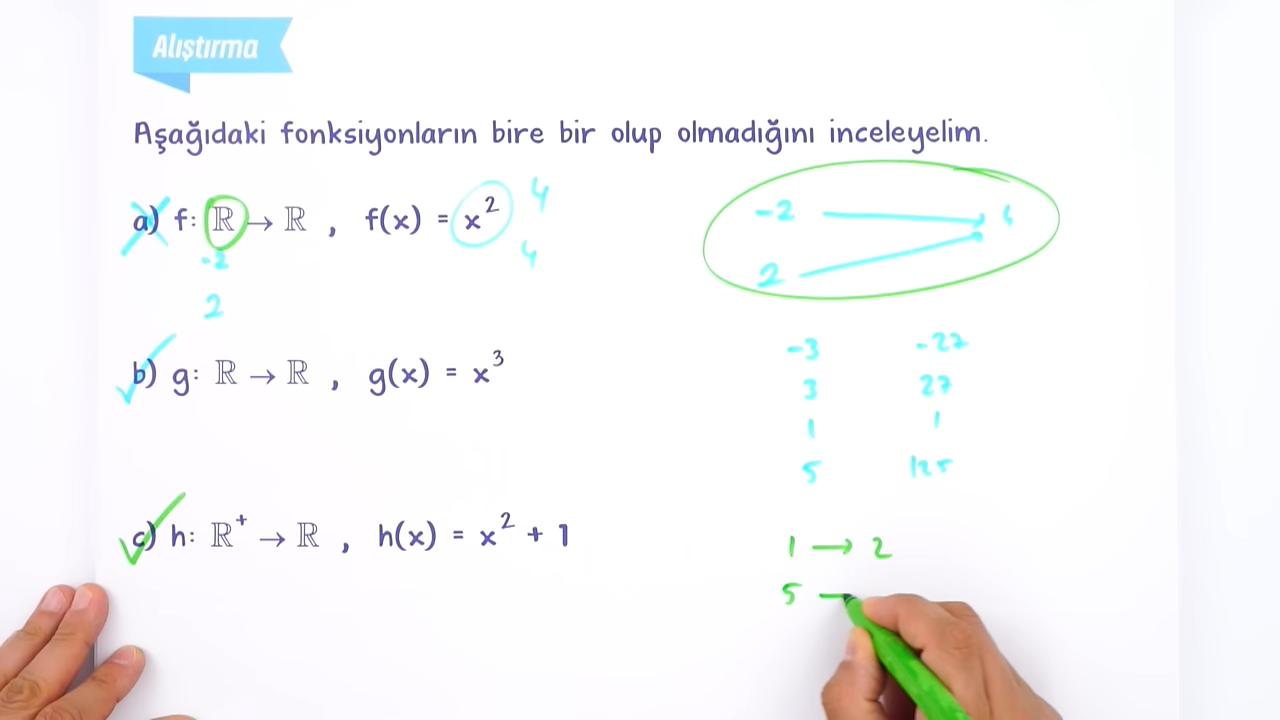 Alıştırma
Aşağıdaki fonksiyonların bire bir olup olmadığını inceleyelim.
a) f: ℝ → ℝ , f(x) = x² 4
4
-2
2
-2
2
b) g: ℝ → ℝ , g(x) = x³
-3 -27
3 27
1 1
5 125
c) h: ℝ⁺ → ℝ , h(x) = x² + 1
1 → 2
5